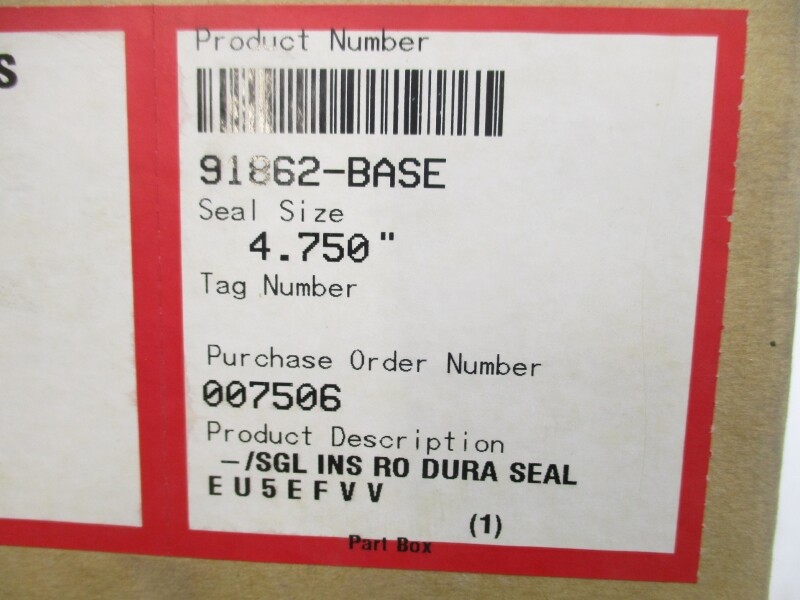 S
Product Number
91862-BASE
Seal Size
4.750"
Tag Number
Purchase Order Number
007506
Product Description
-/SGL INS RO DURA SEAL
EU5EFVV
(1)
Part Box